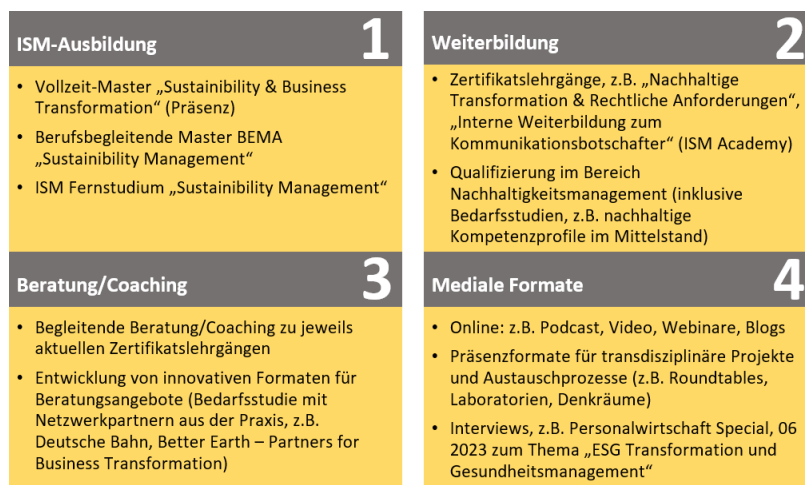 ISM-Ausbildung 1
• Vollzeit-Master „Sustainibility & Business
Transformation“ (Präsenz)
• Berufsbegleitende Master BEMA
„Sustainibility Management“
• ISM Fernstudium „Sustainibility Management“
Weiterbildung 2
• Zertifikatslehrgänge, z.B. „Nachhaltige
Transformation & Rechtliche Anforderungen“,
„Interne Weiterbildung zum
Kommunikationsbotschafter“ (ISM Academy)
• Qualifizierung im Bereich
Nachhaltigkeitsmanagement (inklusive
Bedarfsstudien, z.B. nachhaltige
Kompetenzprofile im Mittelstand)
Beratung/Coaching 3
• Begleitende Beratung/Coaching zu jeweils
aktuellen Zertifikatslehrgängen
• Entwicklung von innovativen Formaten für
Beratungsangebote (Bedarfsstudie mit
Netzwerkpartnern aus der Praxis, z.B.
Deutsche Bahn, Better Earth – Partners for
Business Transformation)
Mediale Formate 4
• Online: z.B. Podcast, Video, Webinare, Blogs
• Präsenzformate für transdisziplinäre Projekte
und Austauschprozesse (z.B. Roundtables,
Laboratorien, Denkräume)
• Interviews, z.B. Personalwirtschaft Special, 06
2023 zum Thema „ESG Transformation und
Gesundheitsmanagement“